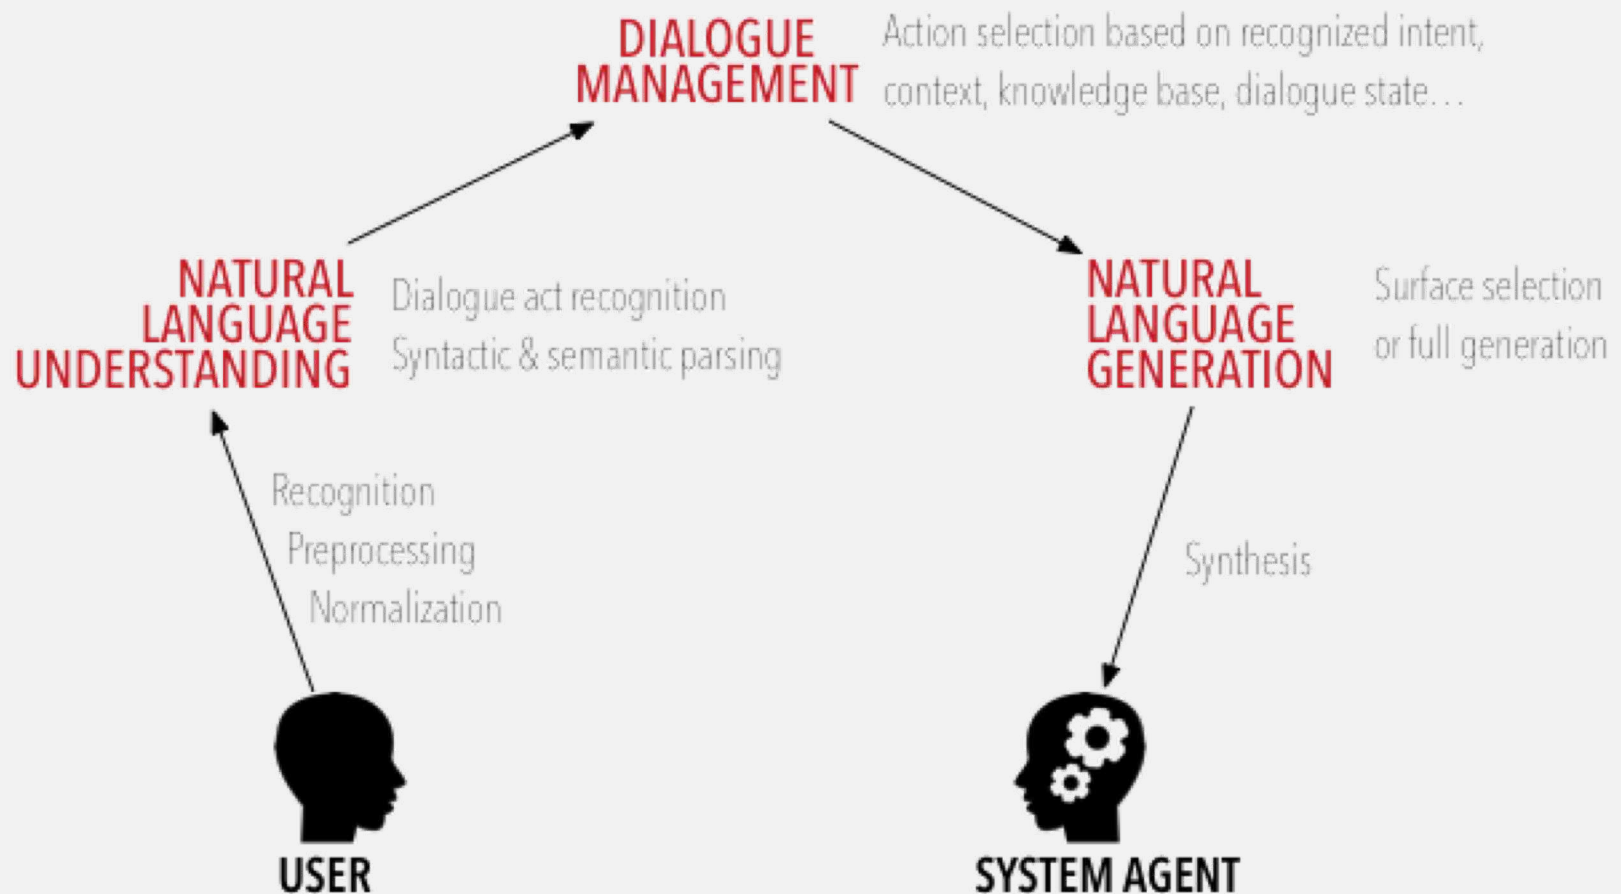 DIALOGUE
MANAGEMENT
Action selection based on recognized intent,
context, knowledge base, dialogue state…
NATURAL
LANGUAGE
UNDERSTANDING
Dialogue act recognition
Syntactic & semantic parsing
NATURAL
LANGUAGE
GENERATION
Surface selection
or full generation
Recognition
Preprocessing
Normalization
Synthesis
USER
SYSTEM AGENT